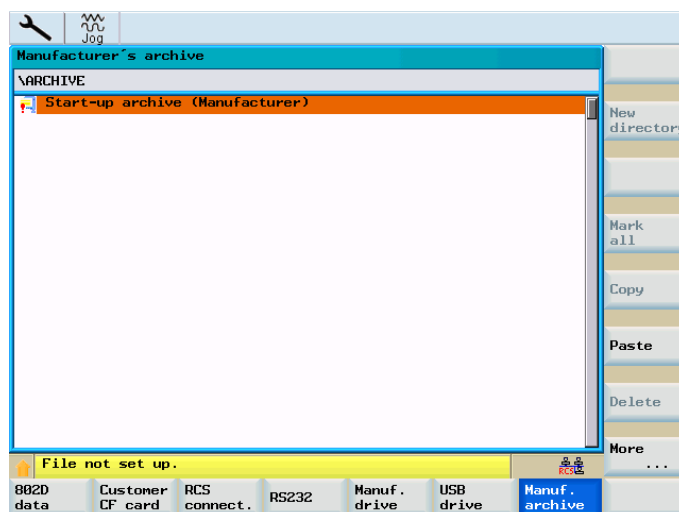 Jog
Manufacturer´s archive
\ARCHIVE
Start-up archive (Manufacturer)
New
director
Mark
all
Copy
Paste
Delete
More
...
File not set up.
RCS
802D
data
Customer
CF card
RCS
connect.
RS232
Manuf.
drive
USB
drive
Manuf.
archive